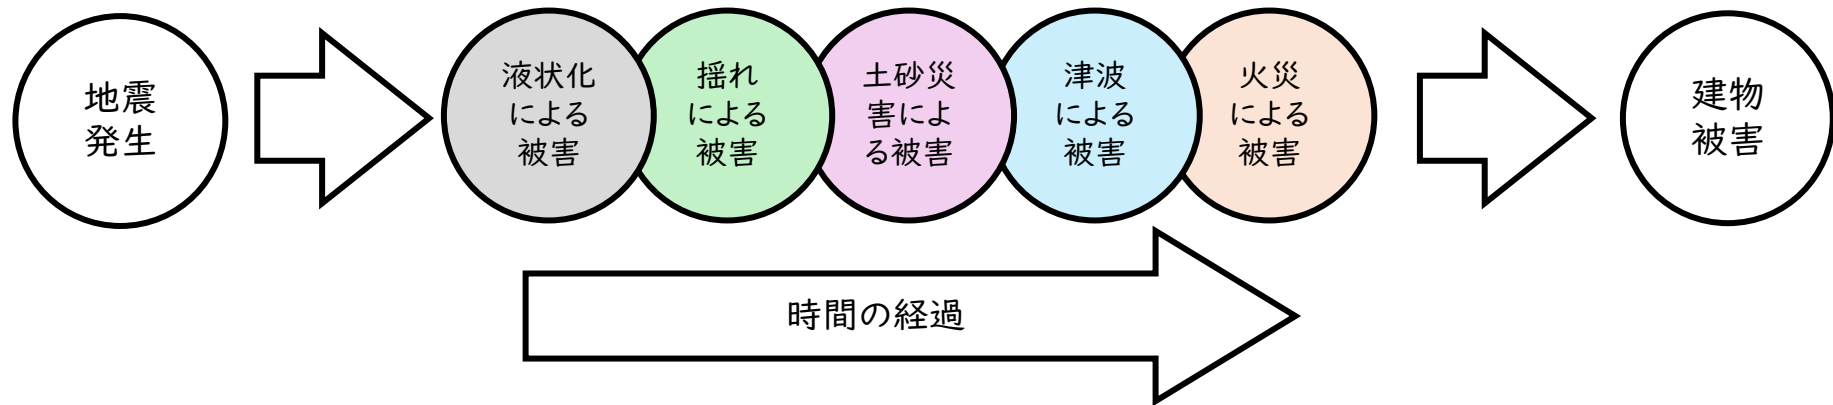 地震
発生
液状化
による
被害
揺れ
による
被害
土砂災
害によ
る被害
津波
による
被害
火災
による
被害
建物
被害
時間の経過